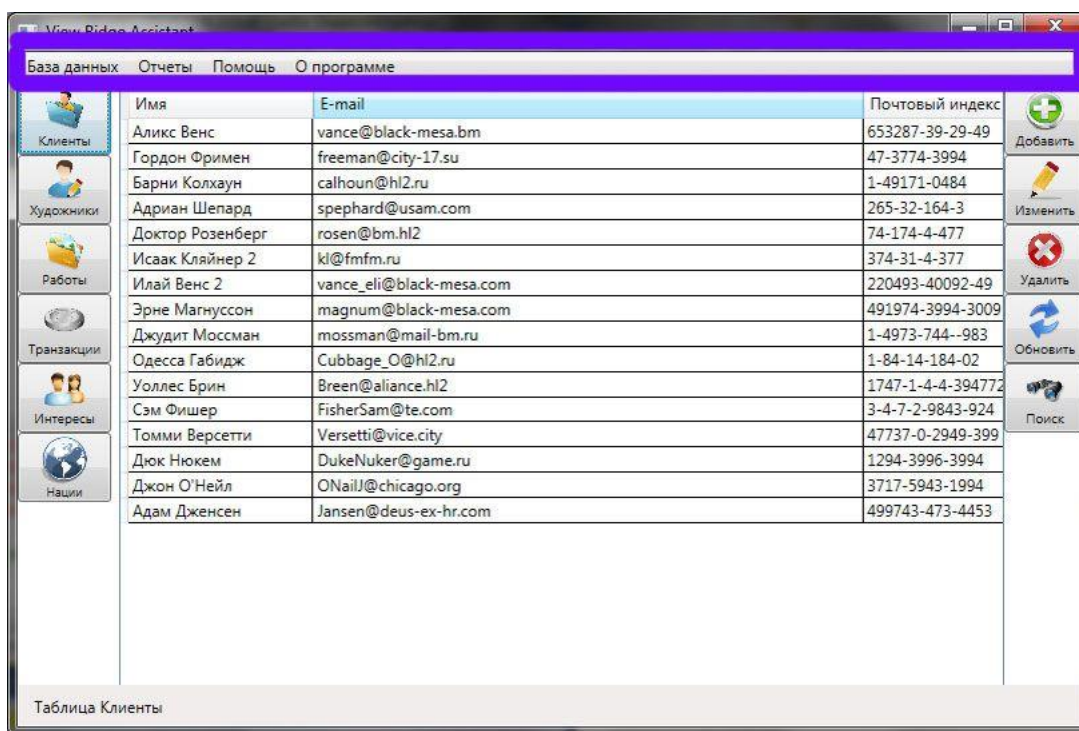 View Ridge Assistant
База данных Отчеты Помощь О программе
Клиенты
Художники
Работы
Транзакции
Интересы
Нации
Имя E-mail Почтовый индекс
Аликс Венс vance@black-mesa.bm 653287-39-29-49
Гордон Фримен freeman@city-17.su 47-3774-3994
Барни Колхаун calhoun@hl2.ru 1-49171-0484
Адриан Шепард spephard@usam.com 265-32-164-3
Доктор Розенберг rosen@bm.hl2 74-174-4-477
Исаак Кляйнер 2 kl@fmfm.ru 374-31-4-377
Илай Венс 2 vance_eli@black-mesa.com 220493-40092-49
Эрне Магнуссон magnum@black-mesa.com 491974-3994-3009
Джудит Моссман mossman@mail-bm.ru 1-4973-744--983
Одесса Габидж Cubbage_O@hl2.ru 1-84-14-184-02
Уоллес Брин Breen@aliance.hl2 1747-1-4-4-394772
Сэм Фишер FisherSam@te.com 3-4-7-2-9843-924
Томми Версетти Versetti@vice.city 47737-0-2949-399
Дюк Нюкем DukeNuker@game.ru 1294-3996-3994
Джон О'Нейл ONailJ@chicago.org 3717-5943-1994
Адам Дженсен Jansen@deus-ex-hr.com 499743-473-4453
Добавить
Изменить
Удалить
Обновить
Поиск
Таблица Клиенты